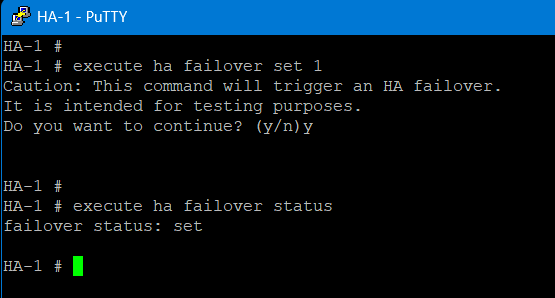 HA-1 - PuTTY
HA-1 #
HA-1 # execute ha failover set 1
Caution: This command will trigger an HA failover.
It is intended for testing purposes.
Do you want to continue? (y/n)y
HA-1 #
HA-1 # execute ha failover status
failover status: set
HA-1 #